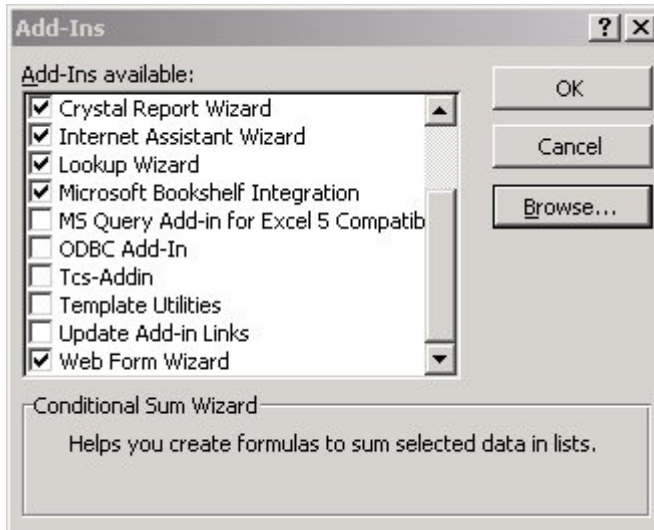 Add-Ins
Add-Ins available:
Crystal Report Wizard
Internet Assistant Wizard
Lookup Wizard
Microsoft Bookshelf Integration
MS Query Add-in for Excel 5 Compatib
ODBC Add-In
Tcs-Addin
Template Utilities
Update Add-in Links
Web Form Wizard
OK
Cancel
Browse...
Conditional Sum Wizard
Helps you create formulas to sum selected data in lists.